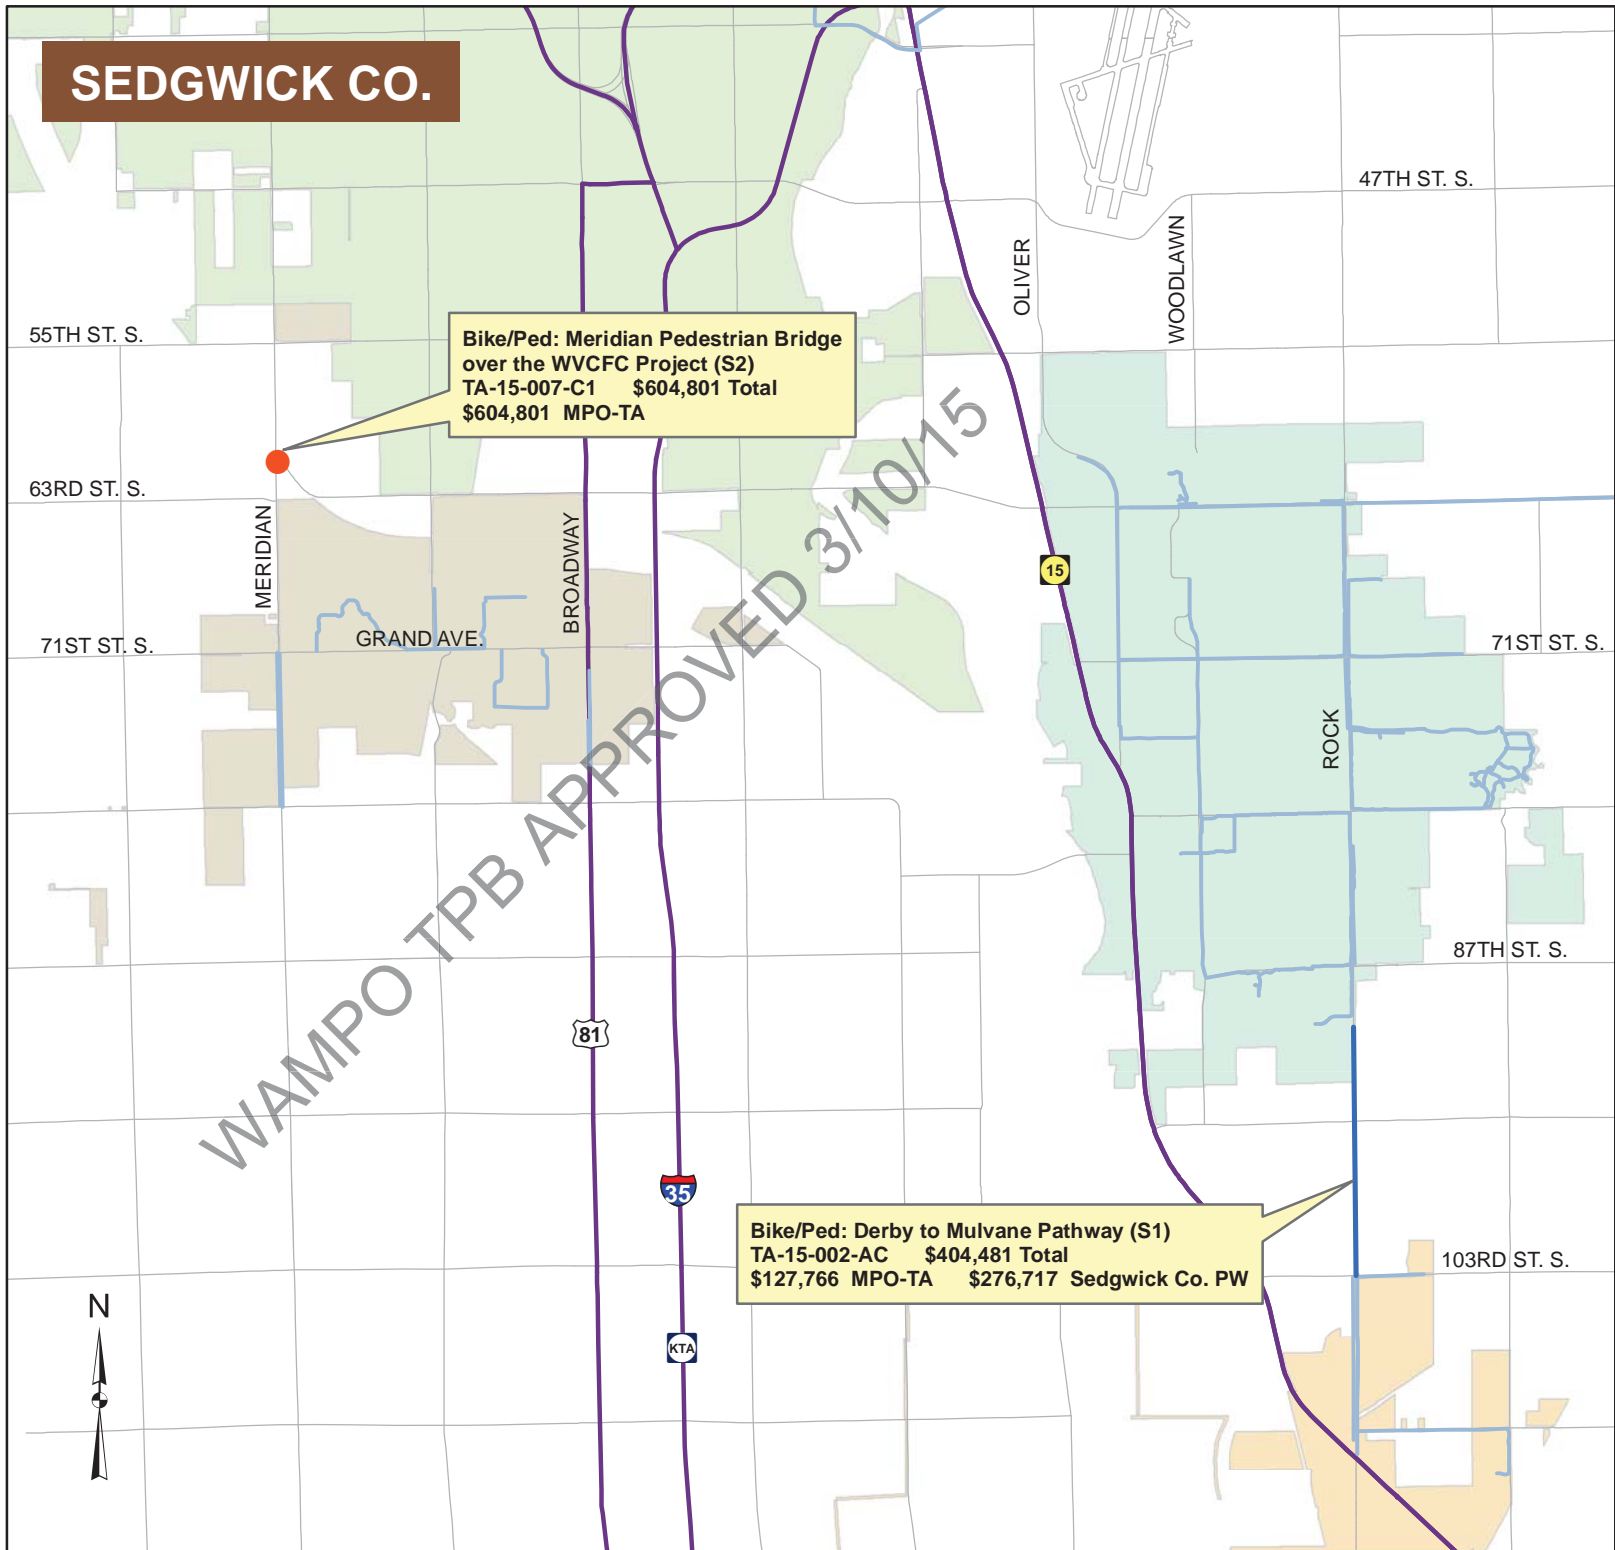 SEDGWICK CO.
47TH ST. S.
OLIVER
WOODLAWN
55TH ST. S.
Bike/Ped: Meridian Pedestrian Bridge
over the WVCFC Project (S2)
TA-15-007-C1 $604,801 Total
$604,801 MPO-TA
63RD ST. S.
MERIDIAN
BROADWAY
15
71ST ST. S.
GRAND AVE.
71ST ST. S.
ROCK
WAMPO TPB APPROVED 3/10/15
87TH ST. S.
81
35
Bike/Ped: Derby to Mulvane Pathway (S1)
TA-15-002-AC $404,481 Total
$127,766 MPO-TA $276,717 Sedgwick Co. PW
103RD ST. S.
N
KTA